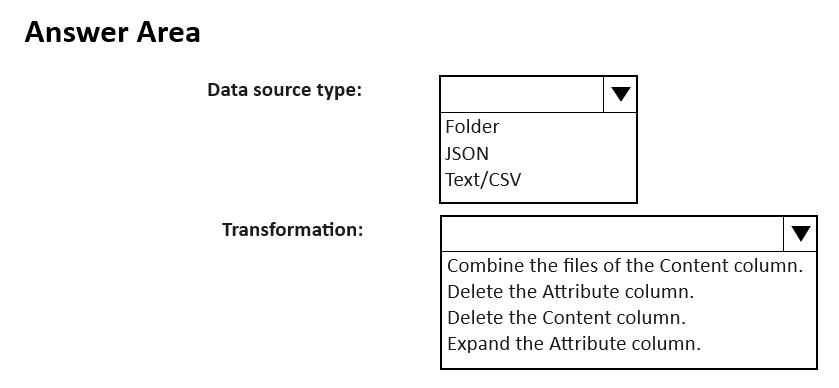 Answer Area
Data source type:
Folder
JSON
Text/CSV
Transformation:
Combine the files of the Content column.
Delete the Attribute column.
Delete the Content column.
Expand the Attribute column.